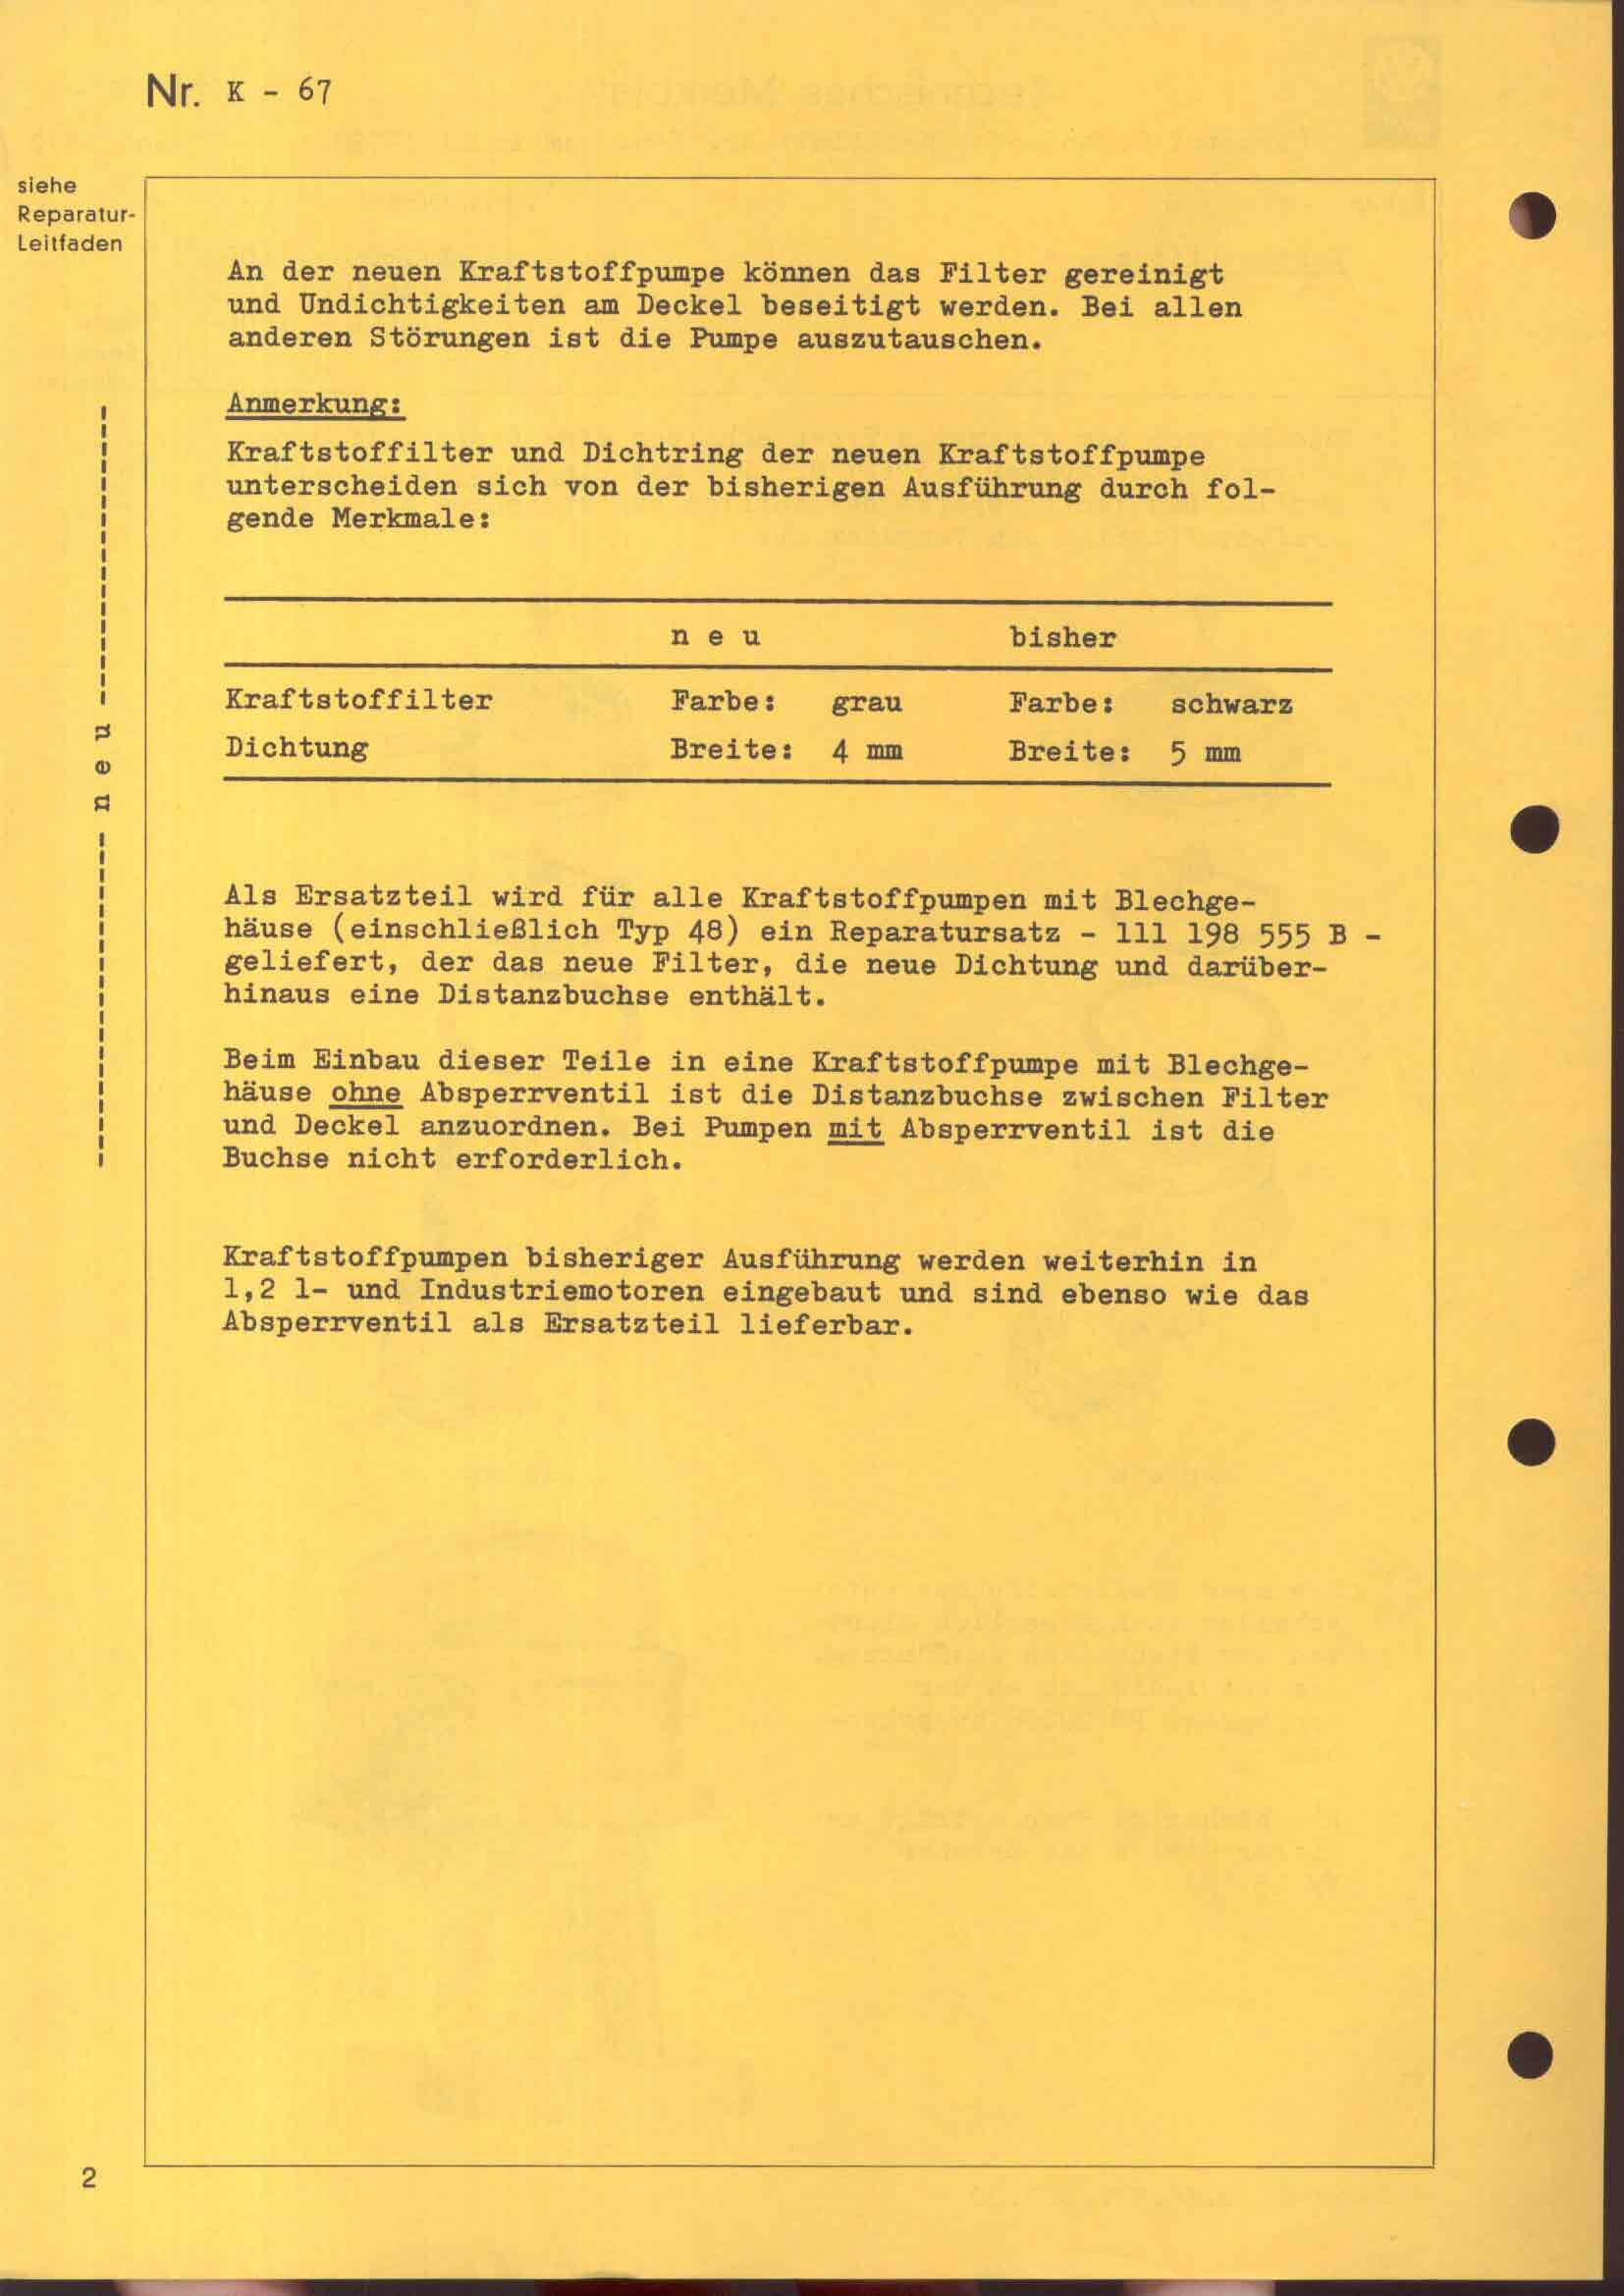 Nr. K - 67
siehe
Reparatur-
Leitfaden
An der neuen Kraftstoffpumpe können das Filter gereinigt
und Undichtigkeiten am Deckel beseitigt werden. Bei allen
anderen Störungen ist die Pumpe auszutauschen.
Anmerkung:
Kraftstoffilter und Dichtring der neuen Kraftstoffpumpe
unterscheiden sich von der bisherigen Ausführung durch fol-
gende Merkmale:
n e u bisher
Kraftstoffilter Farbe: grau Farbe: schwarz
Dichtung Breite: 4 mm Breite: 5 mm
n e u
Als Ersatzteil wird für alle Kraftstoffpumpen mit Blechge-
häuse (einschließlich Typ 48) ein Reparatursatz - 111 198 555 B -
geliefert, der das neue Filter, die neue Dichtung und darüber-
hinaus eine Distanzbuchse enthält.
Beim Einbau dieser Teile in eine Kraftstoffpumpe mit Blechge-
häuse ohne Absperrventil ist die Distanzbuchse zwischen Filter
und Deckel anzuordnen. Bei Pumpen mit Absperrventil ist die
Buchse nicht erforderlich.
Kraftstoffpumpen bisheriger Ausführung werden weiterhin in
1,2 l- und Industriemotoren eingebaut und sind ebenso wie das
Absperrventil als Ersatzteil lieferbar.
2